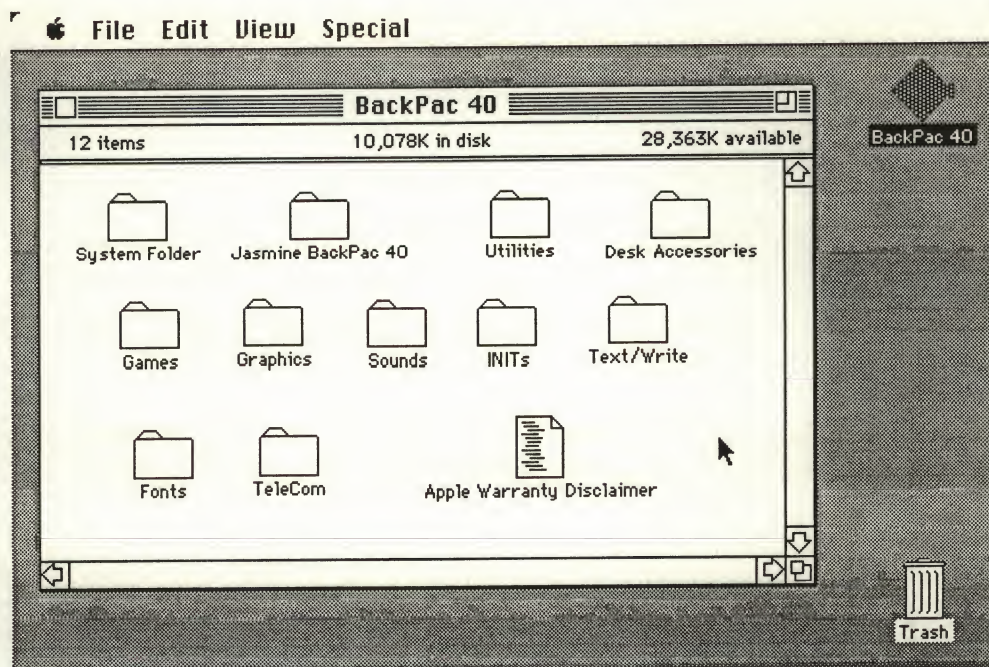 File Edit View Special
BackPac 40
12 items 10,078K in disk 28,363K available
BackPac 40
System Folder Jasmine BackPac 40 Utilities Desk Accessories
Games Graphics Sounds INITs Text/Write
Fonts TeleCom Apple Warranty Disclaimer
Trash